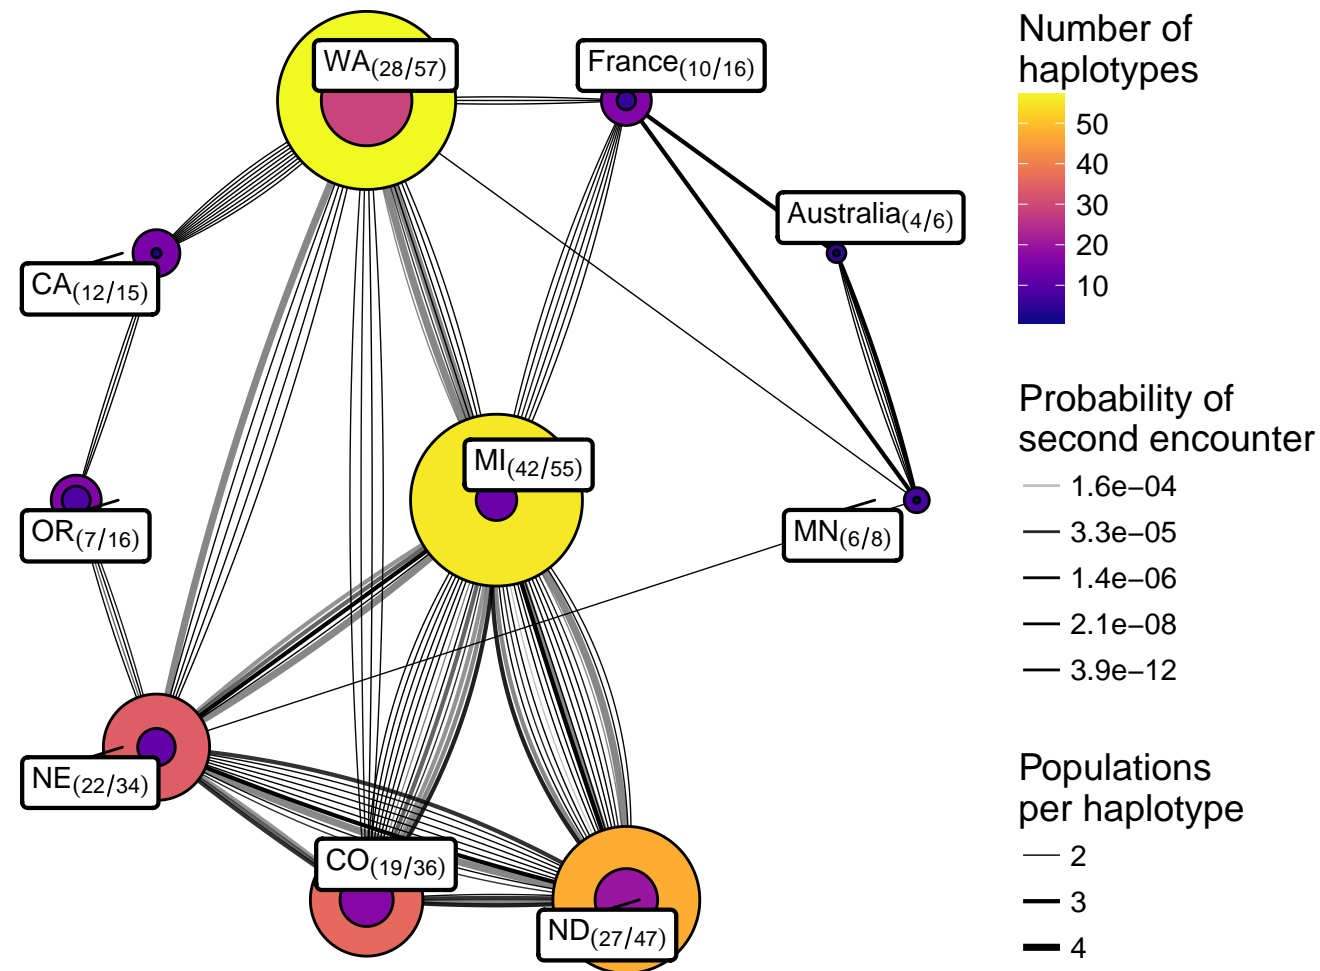 WA(28/57)
France(10/16)
Australia(4/6)
CA(12/15)
MI(42/55)
OR(7/16)
MN(6/8)
NE(22/34)
CO(19/36)
ND(27/47)
Number of
haplotypes
50
40
30
20
10
Probability of
second encounter
1.6e−04
3.3e−05
1.4e−06
2.1e−08
3.9e−12
Populations
per haplotype
2
3
4